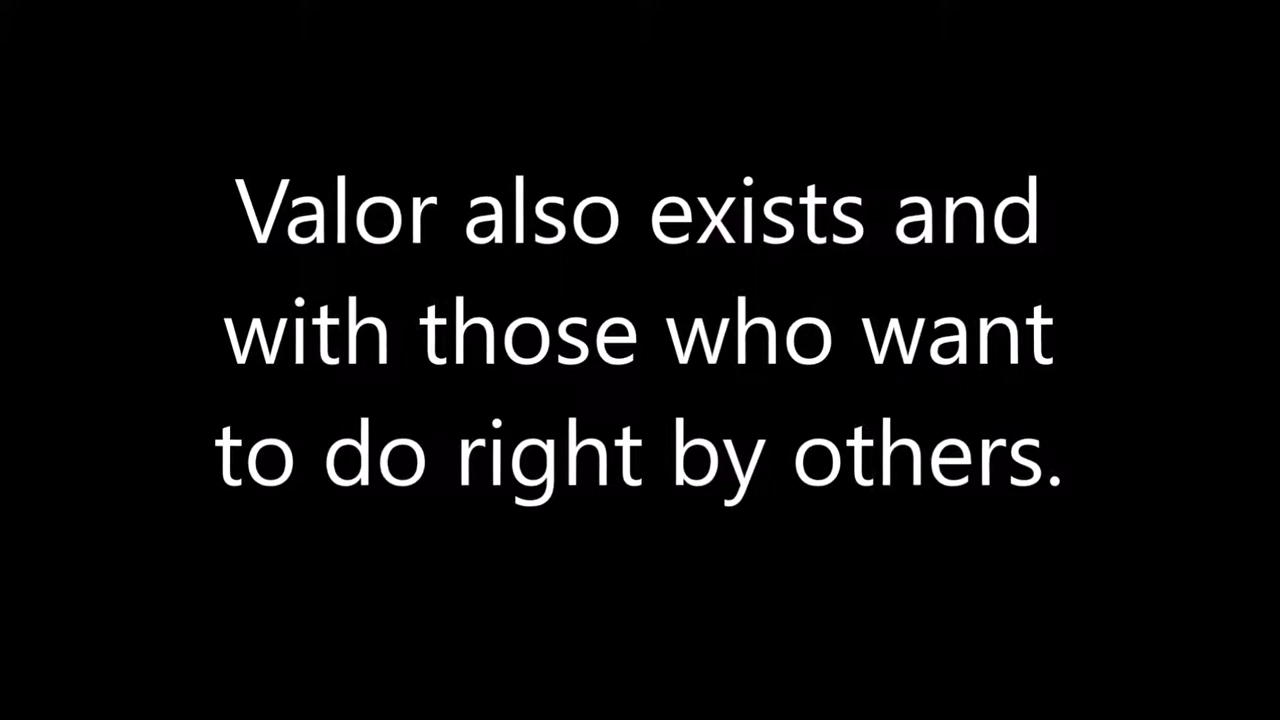 Valor also exists and
with those who want
to do right by others.